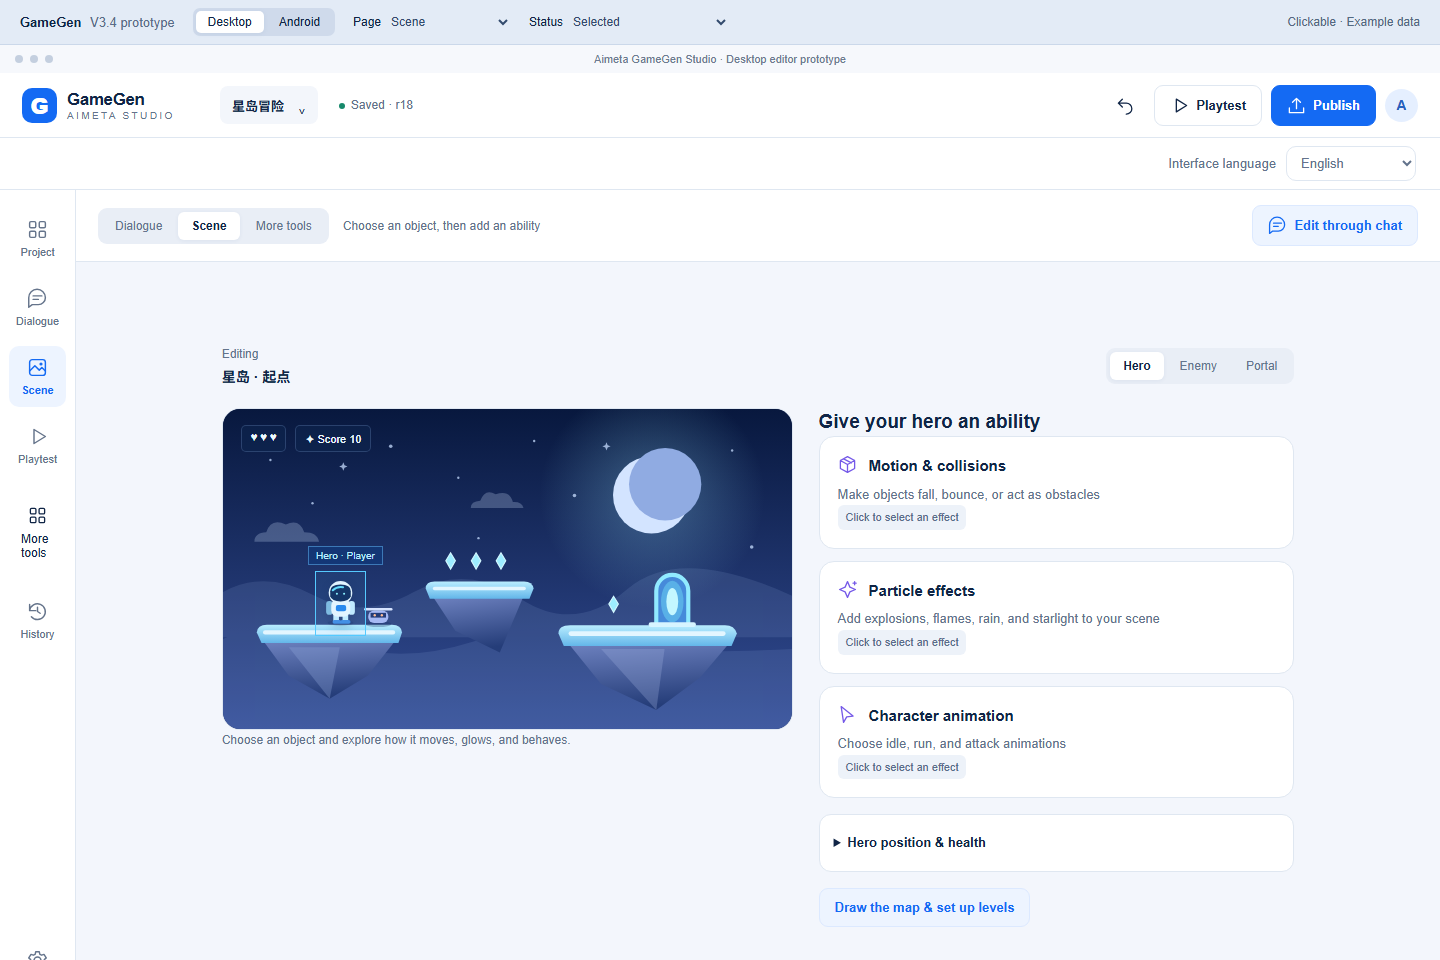 GameGen V3.4 prototype Desktop Android Page Scene Status Selected Clickable · Example data
Aimeta GameGen Studio · Desktop editor prototype
G GameGen
AIMETA STUDIO
星岛冒险
Saved · r18
Playtest
Publish
A
Interface language English
Project
Dialogue
Scene
Playtest
More
tools
History
Dialogue Scene More tools Choose an object, then add an ability
Edit through chat
Editing
星岛 · 起点
Hero Enemy Portal
♥♥♥ ✦ Score 10
Hero · Player
Choose an object and explore how it moves, glows, and behaves.
Give your hero an ability
Motion & collisions
Make objects fall, bounce, or act as obstacles
Click to select an effect
Particle effects
Add explosions, flames, rain, and starlight to your scene
Click to select an effect
Character animation
Choose idle, run, and attack animations
Click to select an effect
Hero position & health
Draw the map & set up levels